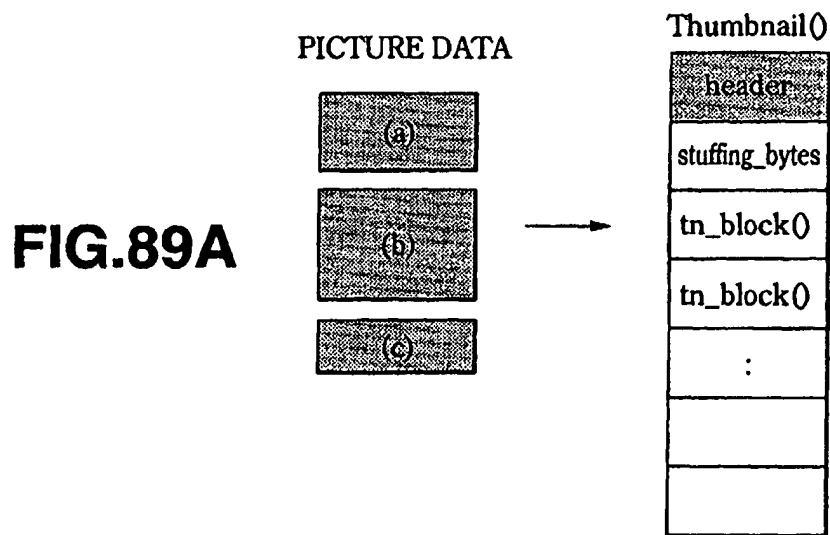 FIG.89A
PICTURE DATA
(a)
(b)
(c)
Thumbnail()
header
stuffing_bytes
tn_block()
tn_block()
: